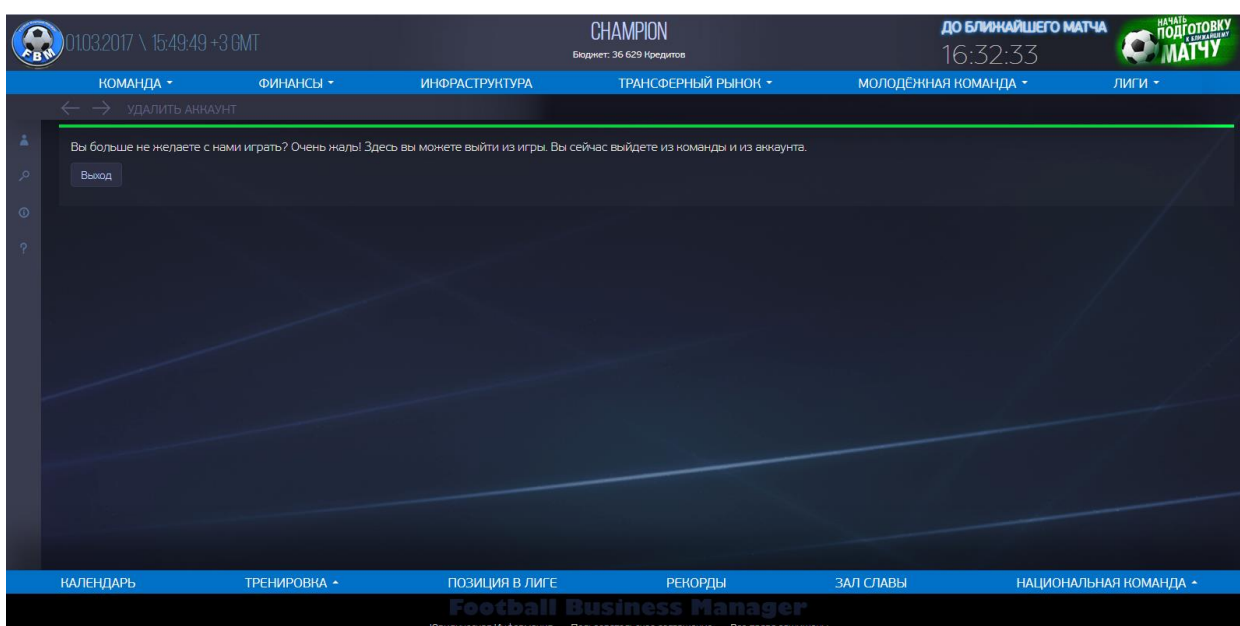 FBM
01.03.2017 \ 15:49:49 +3 GMT
CHAMPION
Бюджет: 36 629 Кредитов
ДО БЛИЖАЙШЕГО МАТЧА
16:32:33
НАЧАТЬ
ПОДГОТОВКУ
К БЛИЖАЙШЕМУ
МАТЧУ
КОМАНДА
ФИНАНСЫ
ИНФРАСТРУКТУРА
ТРАНСФЕРНЫЙ РЫНОК
МОЛОДЁЖНАЯ КОМАНДА
ЛИГИ
УДАЛИТЬ АККАУНТ
Вы больше не желаете с нами играть? Очень жаль! Здесь вы можете выйти из игры. Вы сейчас выйдете из команды и из аккаунта.
Выход
КАЛЕНДАРЬ
ТРЕНИРОВКА
ПОЗИЦИЯ В ЛИГЕ
РЕКОРДЫ
ЗАЛ СЛАВЫ
НАЦИОНАЛЬНАЯ КОМАНДА
Football Business Manager